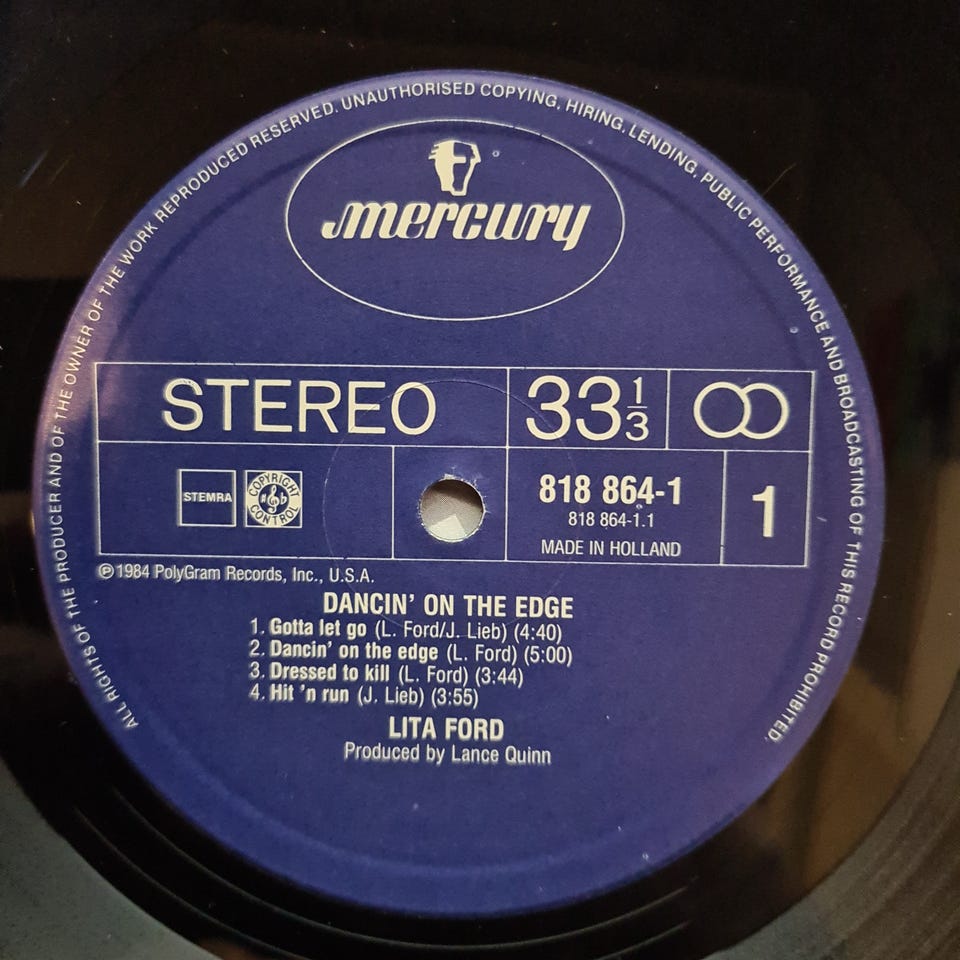 ALL RIGHTS OF THE PRODUCER AND OF THE OWNER OF THE WORK REPRODUCED RESERVED. UNAUTHORISED COPYING, HIRING, LENDING, PUBLIC PERFORMANCE AND BROADCASTING OF THIS RECORD PROHIBITED.
mercury
STEREO
33 1/3
STEMRA
COPYRIGHT CONTROL
818 864-1
818 864-1.1
MADE IN HOLLAND
1
℗ 1984 PolyGram Records, Inc., U.S.A.
DANCIN' ON THE EDGE
1. Gotta let go (L. Ford/J. Lieb) (4:40)
2. Dancin' on the edge (L. Ford) (5:00)
3. Dressed to kill (L. Ford) (3:44)
4. Hit 'n run (J. Lieb) (3:55)
LITA FORD
Produced by Lance Quinn